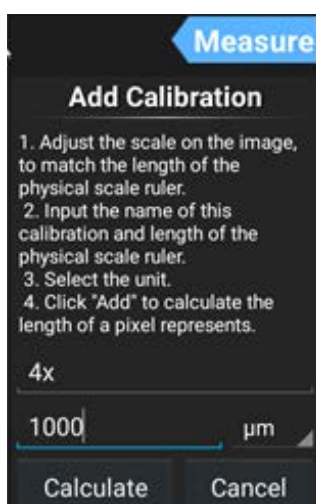 Measure
Add Calibration
1. Adjust the scale on the image,
to match the length of the
physical scale ruler.
2. Input the name of this
calibration and length of the
physical scale ruler.
3. Select the unit.
4. Click "Add" to calculate the
length of a pixel represents.
4x
1000 μm
Calculate Cancel